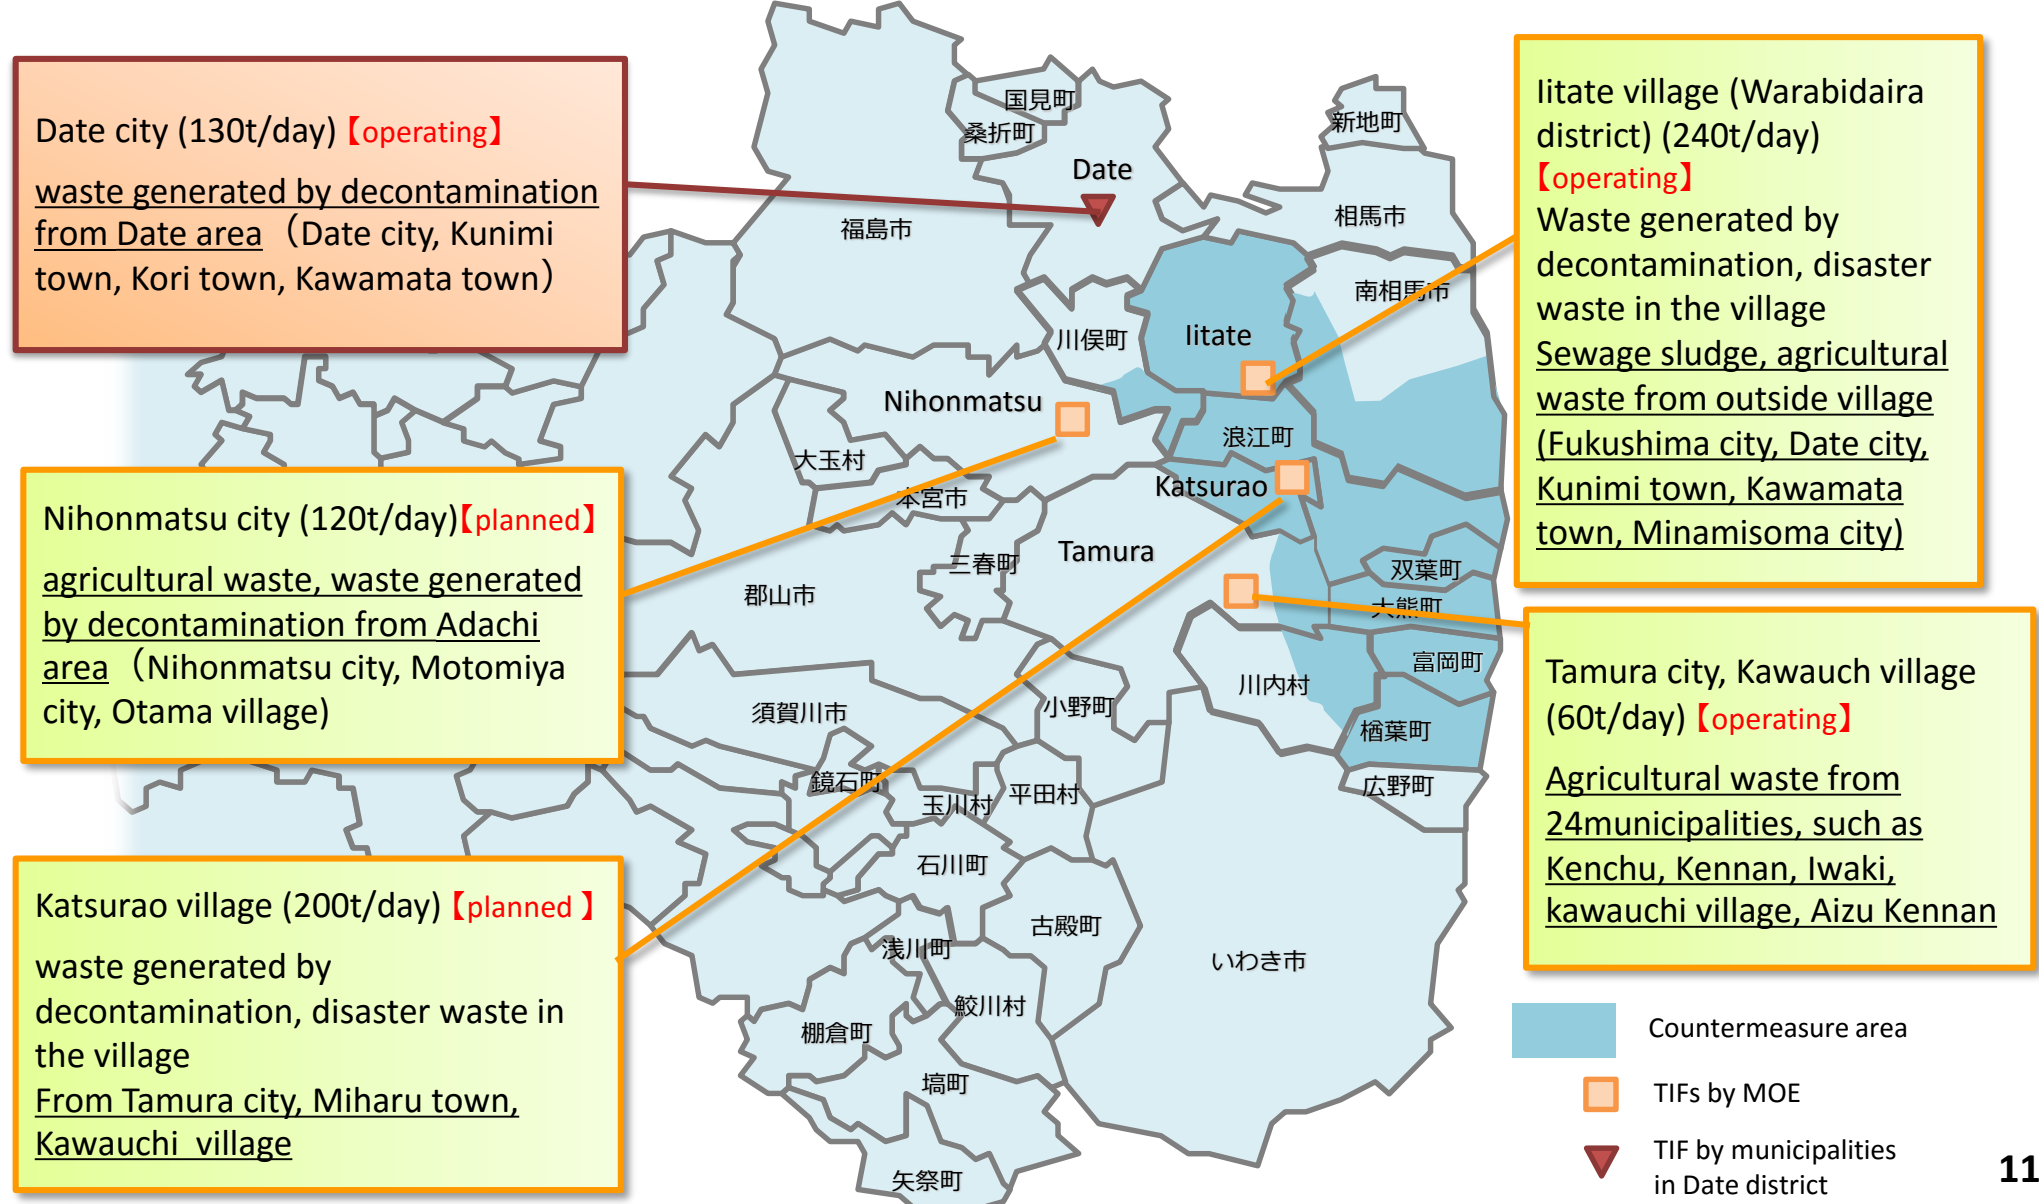 Date city (130t/day)【operating】
waste generated by decontamination
from Date area（Date city, Kunimi
town, Kori town, Kawamata town）
Nihonmatsu city (120t/day)【planned】
agricultural waste, waste generated
by decontamination from Adachi
area（Nihonmatsu city, Motomiya
city, Otama village)
Katsurao village (200t/day)【planned 】
waste generated by
decontamination, disaster waste in
the village
From Tamura city, Miharu town,
Kawauchi  village
国見町
桑折町
新地町
Date
相馬市
福島市
南相馬市
川俣町
Iitate
Nihonmatsu
浪江町
大玉村
Katsurao
本宮市
Tamura
三春町
双葉町
郡山市
大熊町
富岡町
川内村
小野町
須賀川市
楢葉町
鏡石町
平田村
広野町
玉川村
石川町
古殿町
浅川町
いわき市
鮫川村
棚倉町
塙町
矢祭町
Iitate village (Warabidaira
district) (240t/day)
【operating】
Waste generated by
decontamination, disaster
waste in the village
Sewage sludge, agricultural
waste from outside village
(Fukushima city, Date city,
Kunimi town, Kawamata
town, Minamisoma city)
Tamura city, Kawauch village
(60t/day)【operating】
Agricultural waste from
24municipalities, such as
Kenchu, Kennan, Iwaki,
kawauchi village, Aizu Kennan
Countermeasure area
TIFs by MOE
TIF by municipalities
in Date district
11